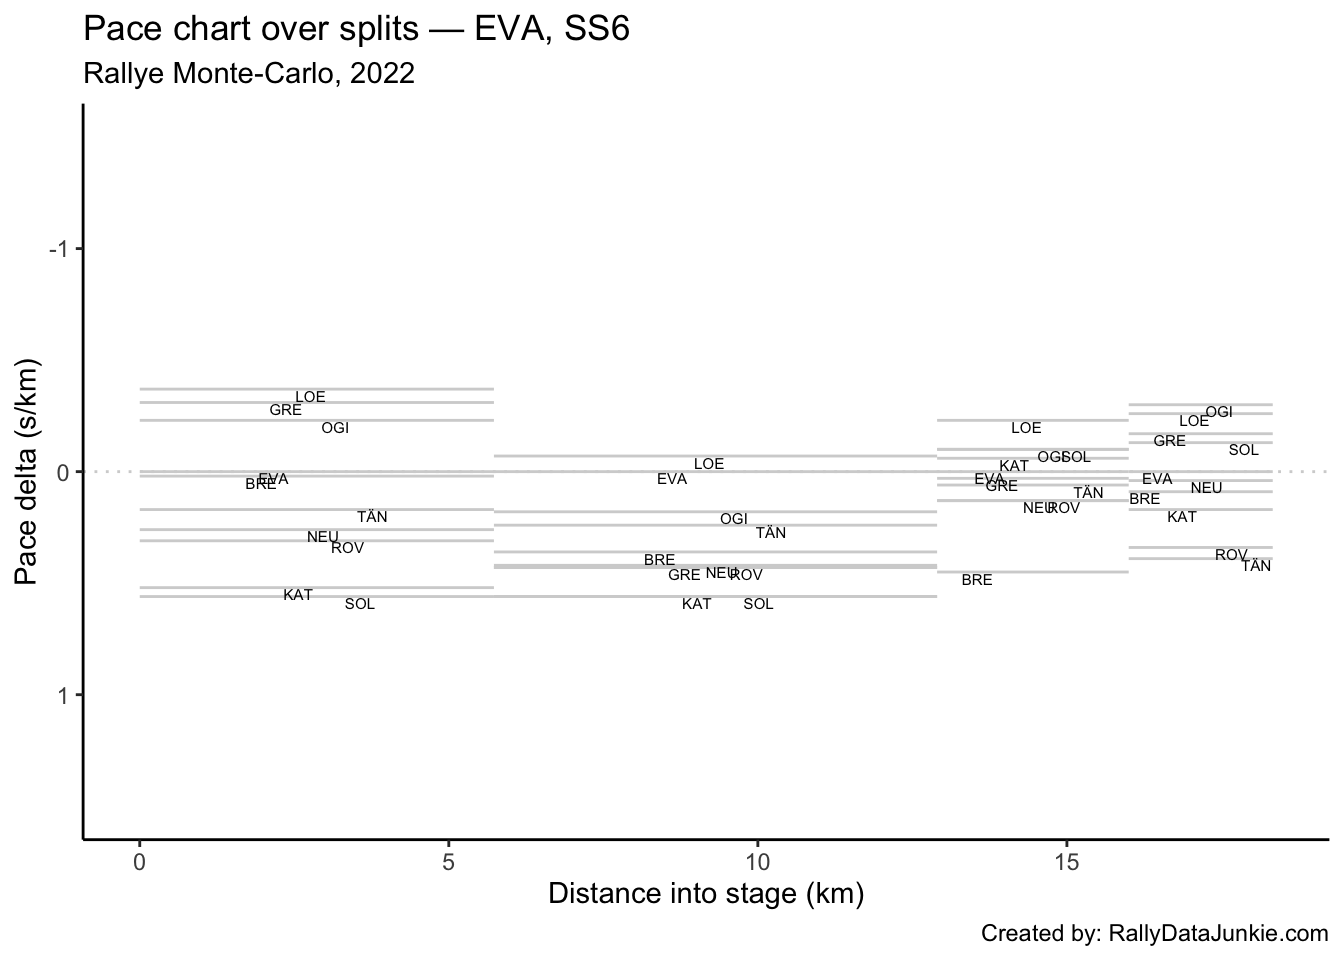 Pace chart over splits — EVA, SS6
Rallye Monte-Carlo, 2022
Pace delta (s/km)
-1
0
1
LOE
GRE
OGI
EVA
BRE
TÄN
NEU
ROV
KAT
SOL
LOE
EVA
OGI
TÄN
BRE
GRE
NEU
ROV
KAT
SOL
LOE
OGI
SOL
KAT
EVA
GRE
TÄN
NEU
ROV
BRE
OGI
LOE
GRE
SOL
EVA
NEU
BRE
KAT
ROV
TÄN
0 5 10 15
Distance into stage (km)
Created by: RallyDataJunkie.com